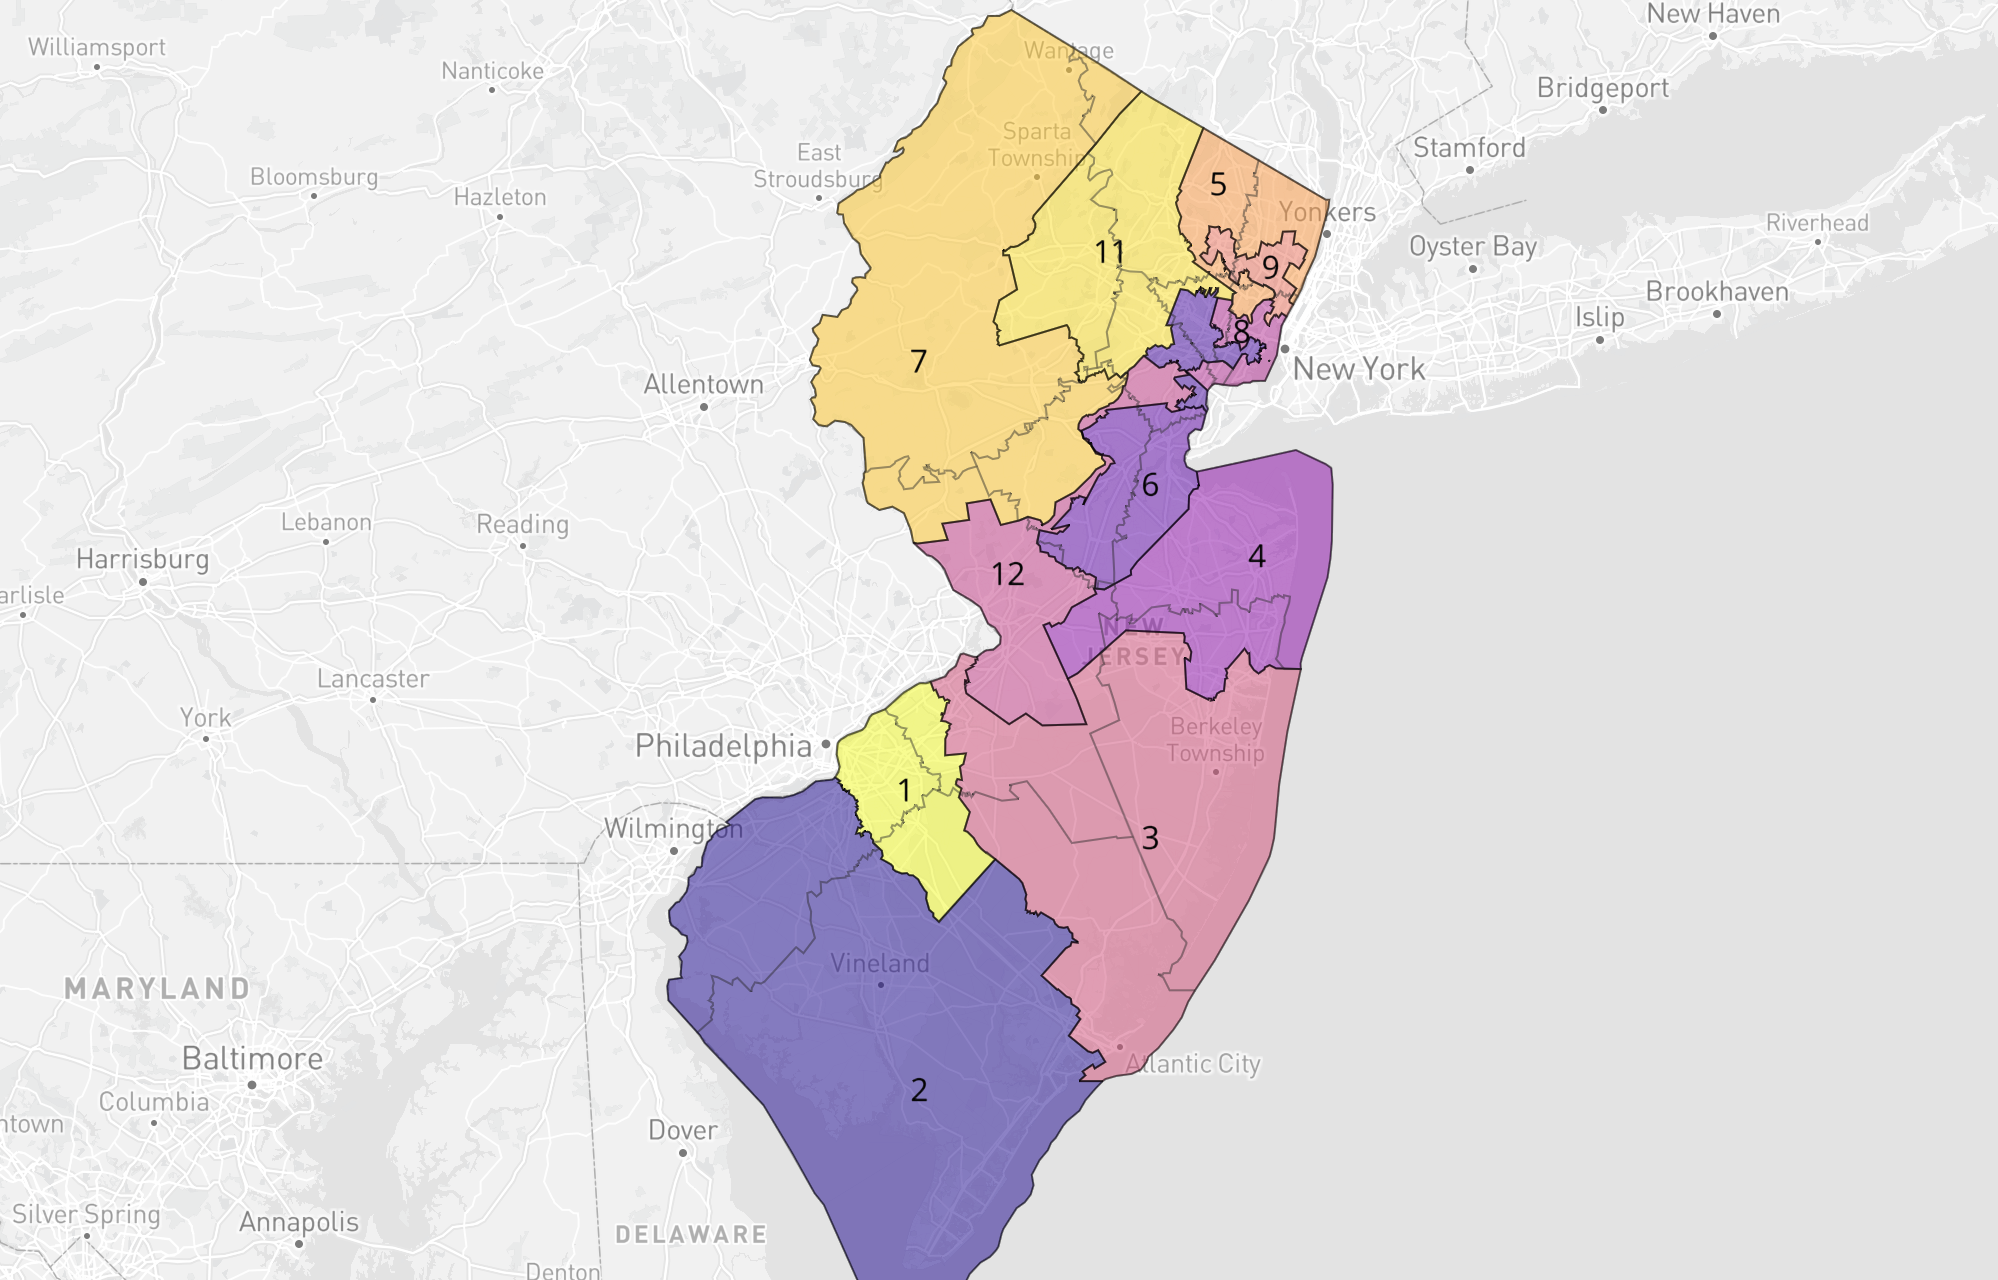 New Haven
Williamsport
Wantage
Nanticoke
Bridgeport
Sparta
Township
Stamford
East
Stroudsburg
Bloomsburg
Hazleton
5
Yonkers
Riverhead
11
Oyster Bay
9
Brookhaven
Islip
8
7
New York
Allentown
6
Lebanon
Reading
Harrisburg
4
12
arlisle
NEW
JERSEY
Lancaster
York
Berkeley
Township
Philadelphia
1
Wilmington
3
Vineland
MARYLAND
Baltimore
Atlantic City
2
Columbia
ntown
Dover
Silver Spring
Annapolis
DELAWARE
Denton